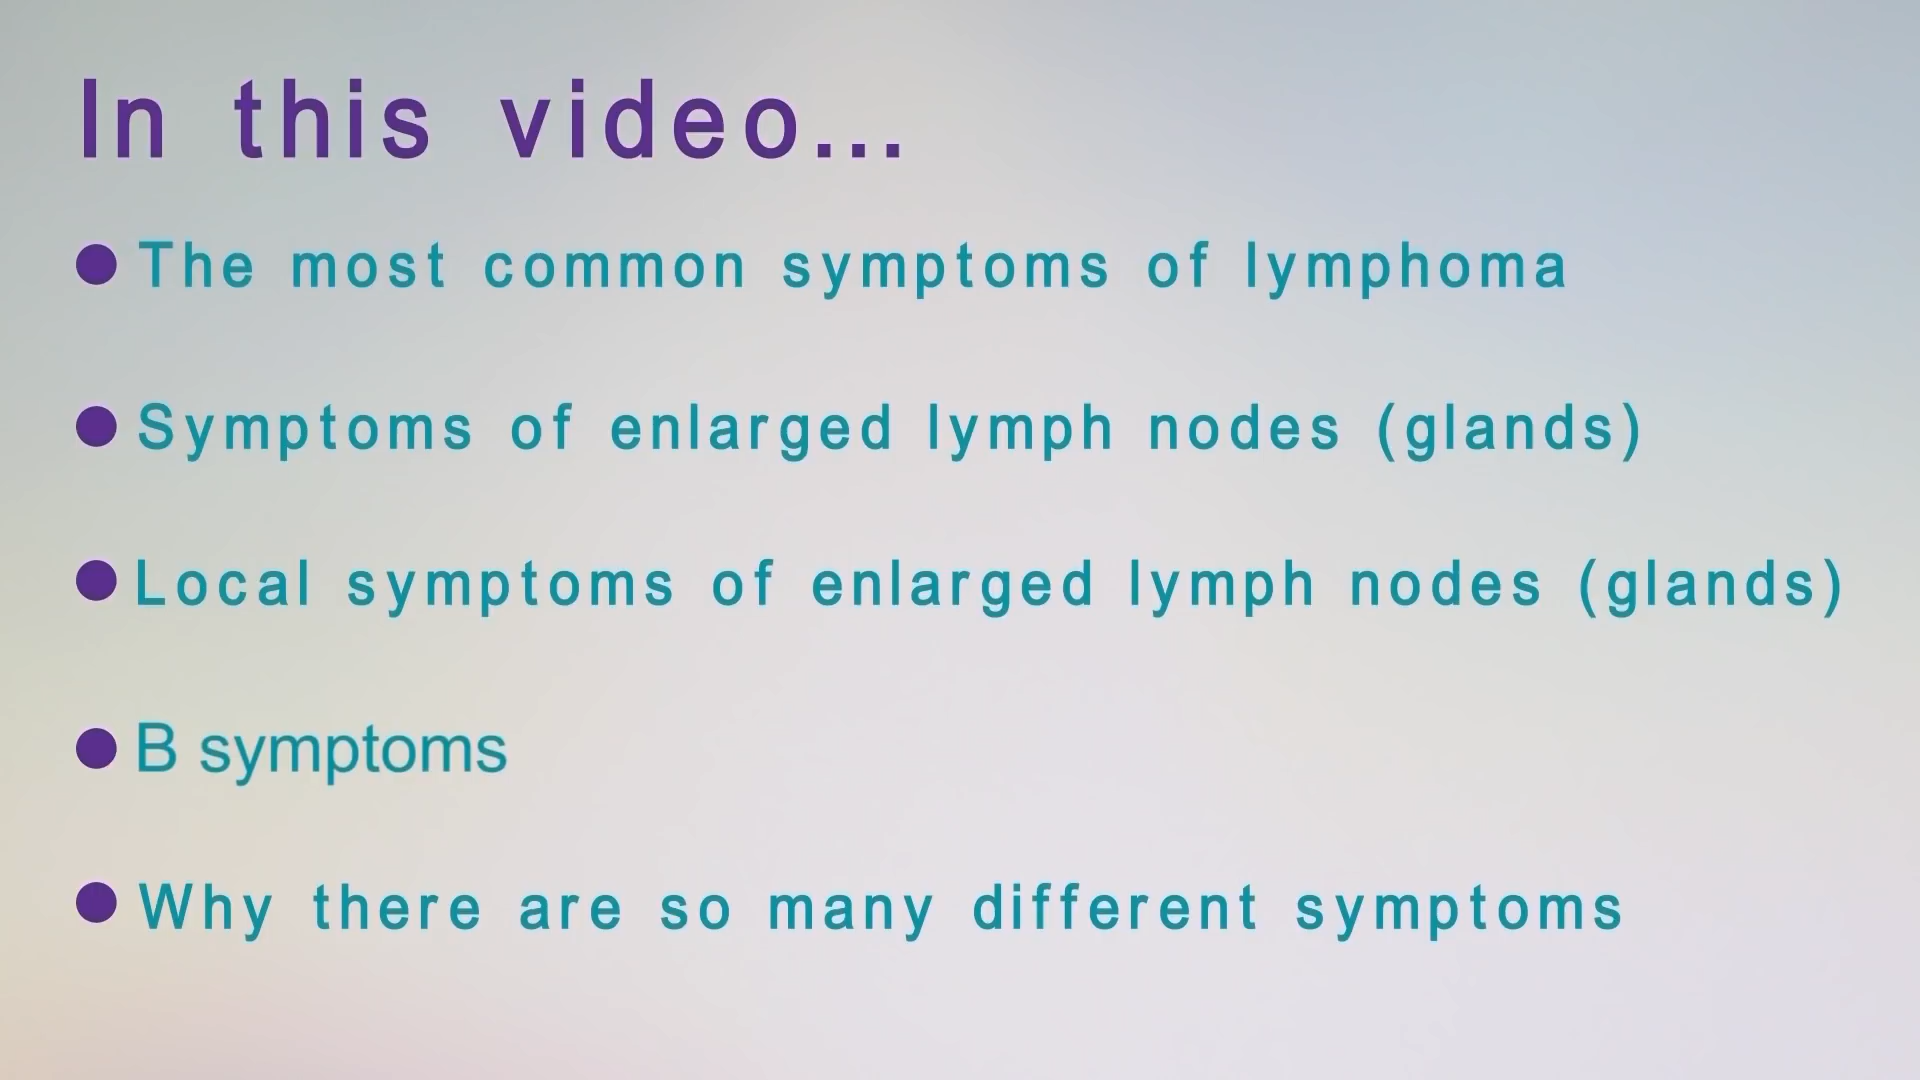 In this video...
The most common symptoms of lymphoma
Symptoms of enlarged lymph nodes (glands)
Local symptoms of enlarged lymph nodes (glands)
B symptoms
Why there are so many different symptoms